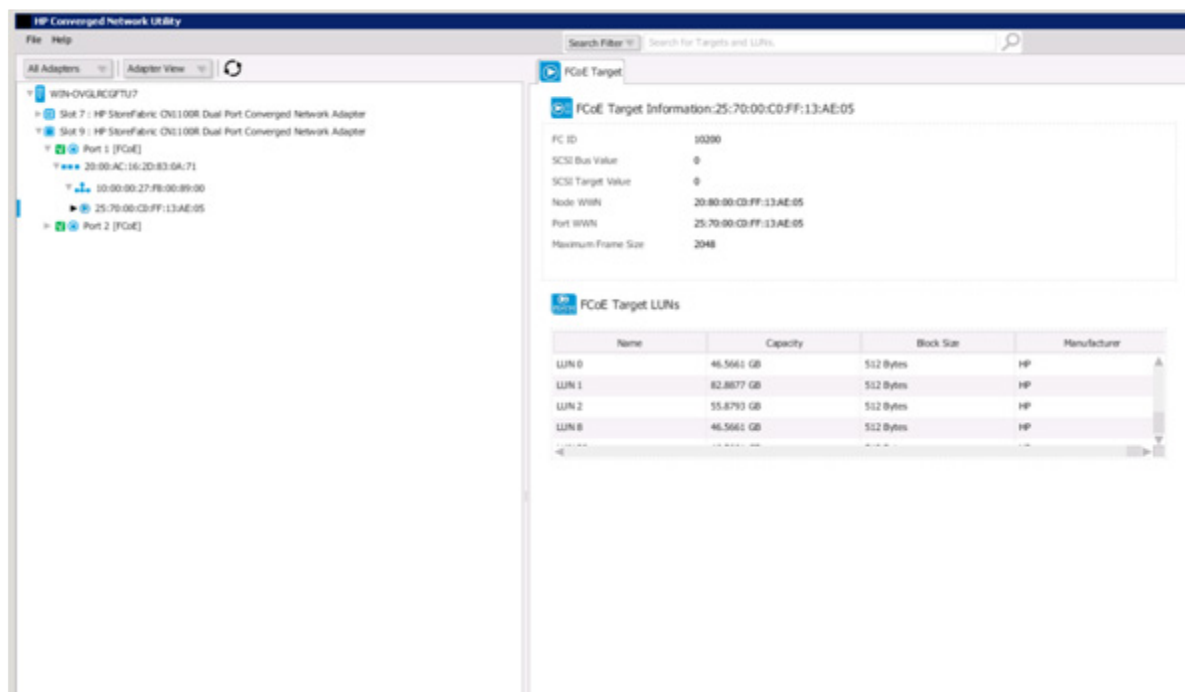 HP Converged Network Utility
File Help
Search Filter Search for Targets and LUNs.
All Adapters Adapter View
WIN-OVGLRCGFTU7
Slot 7 : HP StoreFabric CN1100R Dual Port Converged Network Adapter
Slot 9 : HP StoreFabric CN1100R Dual Port Converged Network Adapter
Port 1 [FCoE]
20:00:AC:16:2D:83:0A:71
10:00:00:27:F8:00:89:00
25:70:00:C0:FF:13:AE:05
Port 2 [FCoE]
FCoE Target
FCoE Target Information:25:70:00:C0:FF:13:AE:05
FC ID 10200
SCSI Bus Value 0
SCSI Target Value 0
Node WWN 20:80:00:C0:FF:13:AE:05
Port WWN 25:70:00:C0:FF:13:AE:05
Maximum Frame Size 2048
FCoE Target LUNs
Name Capacity Block Size Manufacturer
LUN 0 46.5661 GB 512 Bytes HP
LUN 1 82.8877 GB 512 Bytes HP
LUN 2 55.8793 GB 512 Bytes HP
LUN 8 46.5661 GB 512 Bytes HP